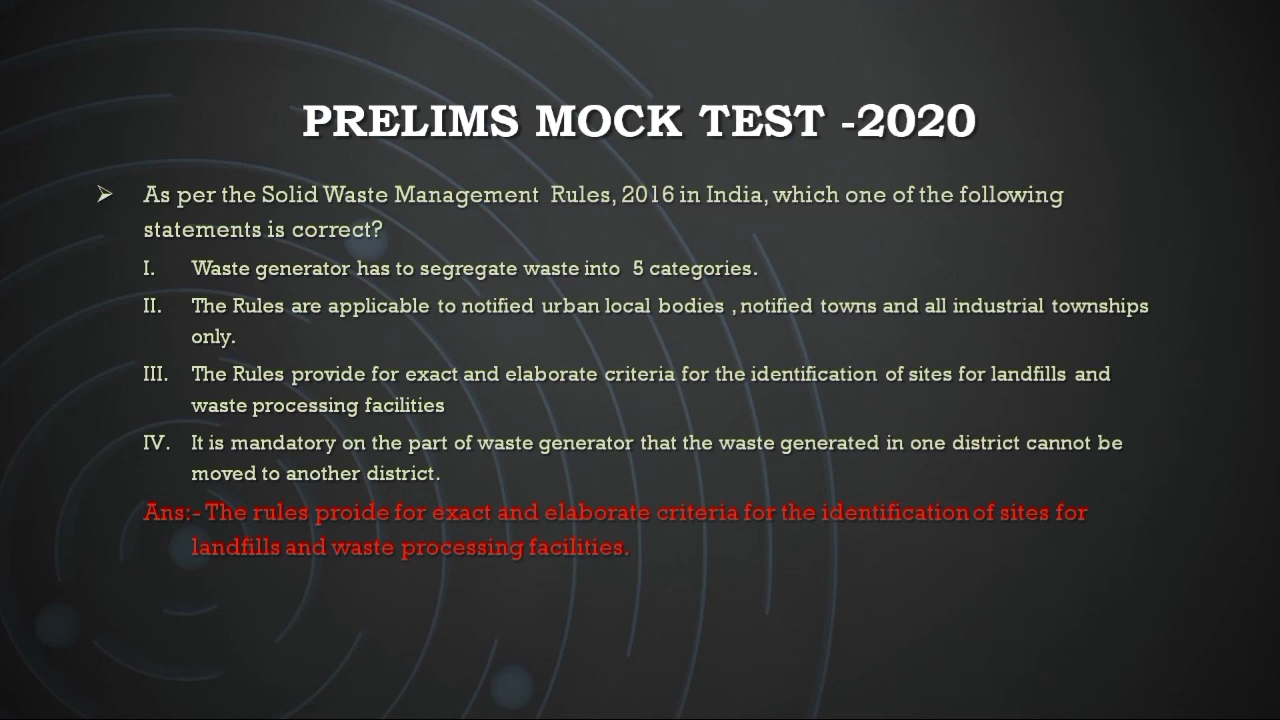 PRELIMS MOCK TEST -2020
As per the Solid Waste Management Rules, 2016 in India, which one of the following
statements is correct?
I. Waste generator has to segregate waste into 5 categories.
II. The Rules are applicable to notified urban local bodies , notified towns and all industrial townships
only.
III. The Rules provide for exact and elaborate criteria for the identification of sites for landfills and
waste processing facilities
IV. It is mandatory on the part of waste generator that the waste generated in one district cannot be
moved to another district.
Ans:- The rules proide for exact and elaborate criteria for the identification of sites for
landfills and waste processing facilities.